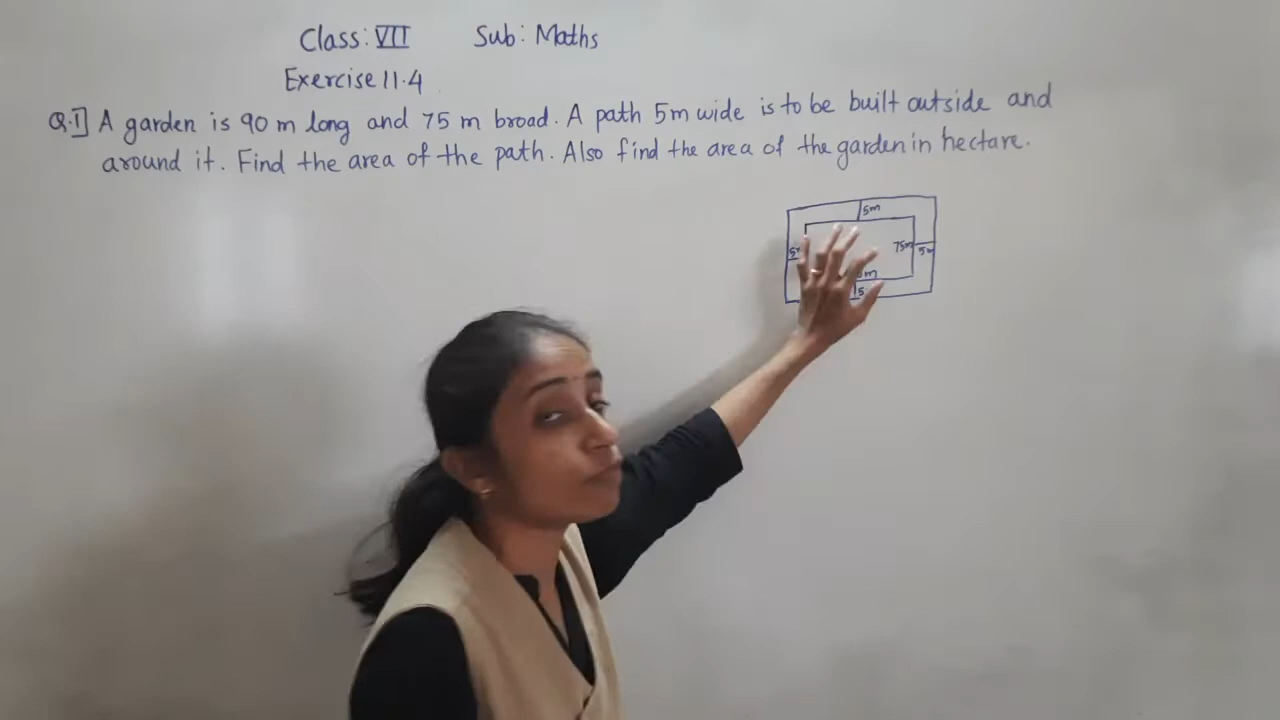 Class: VII Sub: Maths
Exercise 11.4
Q.1] A garden is 90 m long and 75 m broad. A path 5m wide is to be built outside and
around it. Find the area of the path. Also find the area of the garden in hectare.
5m
75m
5